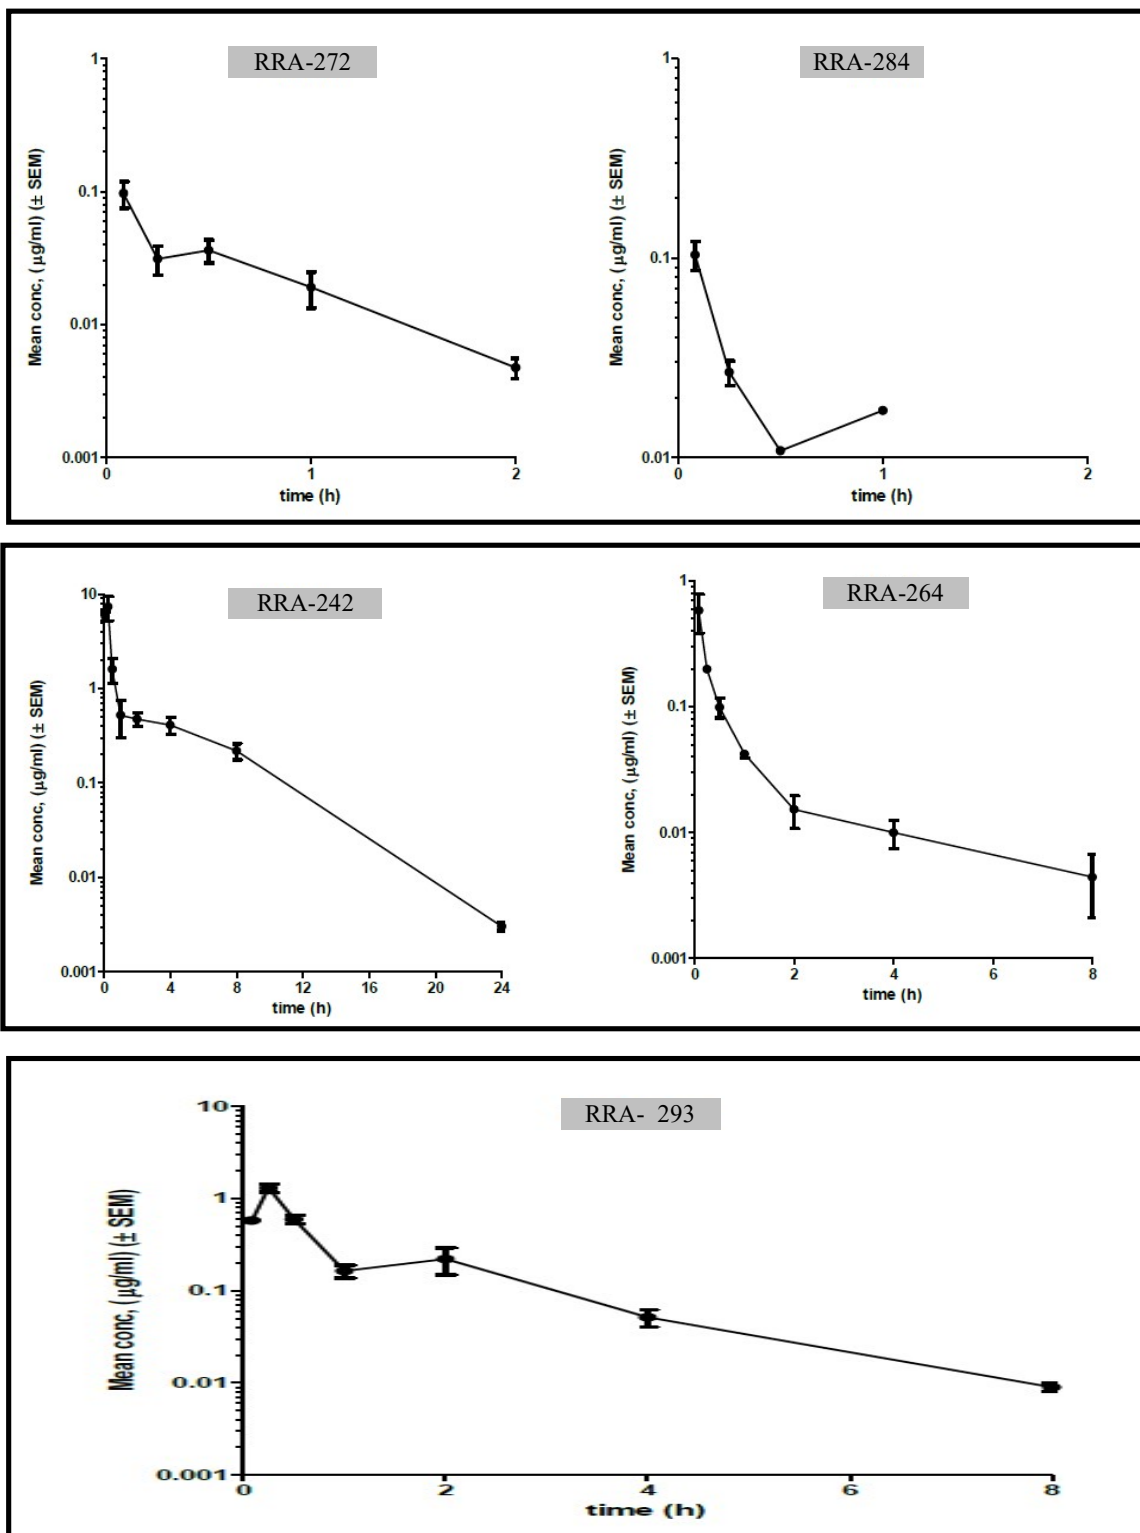 RRA-272
Mean conc, (µg/ml) (± SEM)
1
0.1
0.01
0.001
0 1 2
time (h)
RRA-284
Mean conc, (µg/ml) (± SEM)
1
0.1
0.01
0 1 2
time (h)
RRA-242
Mean conc, (µg/ml) (± SEM)
10
1
0.1
0.01
0.001
0 4 8 12 16 20 24
time (h)
RRA-264
Mean conc, (µg/ml) (± SEM)
1
0.1
0.01
0.001
0 2 4 6 8
time (h)
RRA- 293
Mean conc, (µg/ml) (± SEM)
10
1
0.1
0.01
0.001
0 2 4 6 8
time (h)